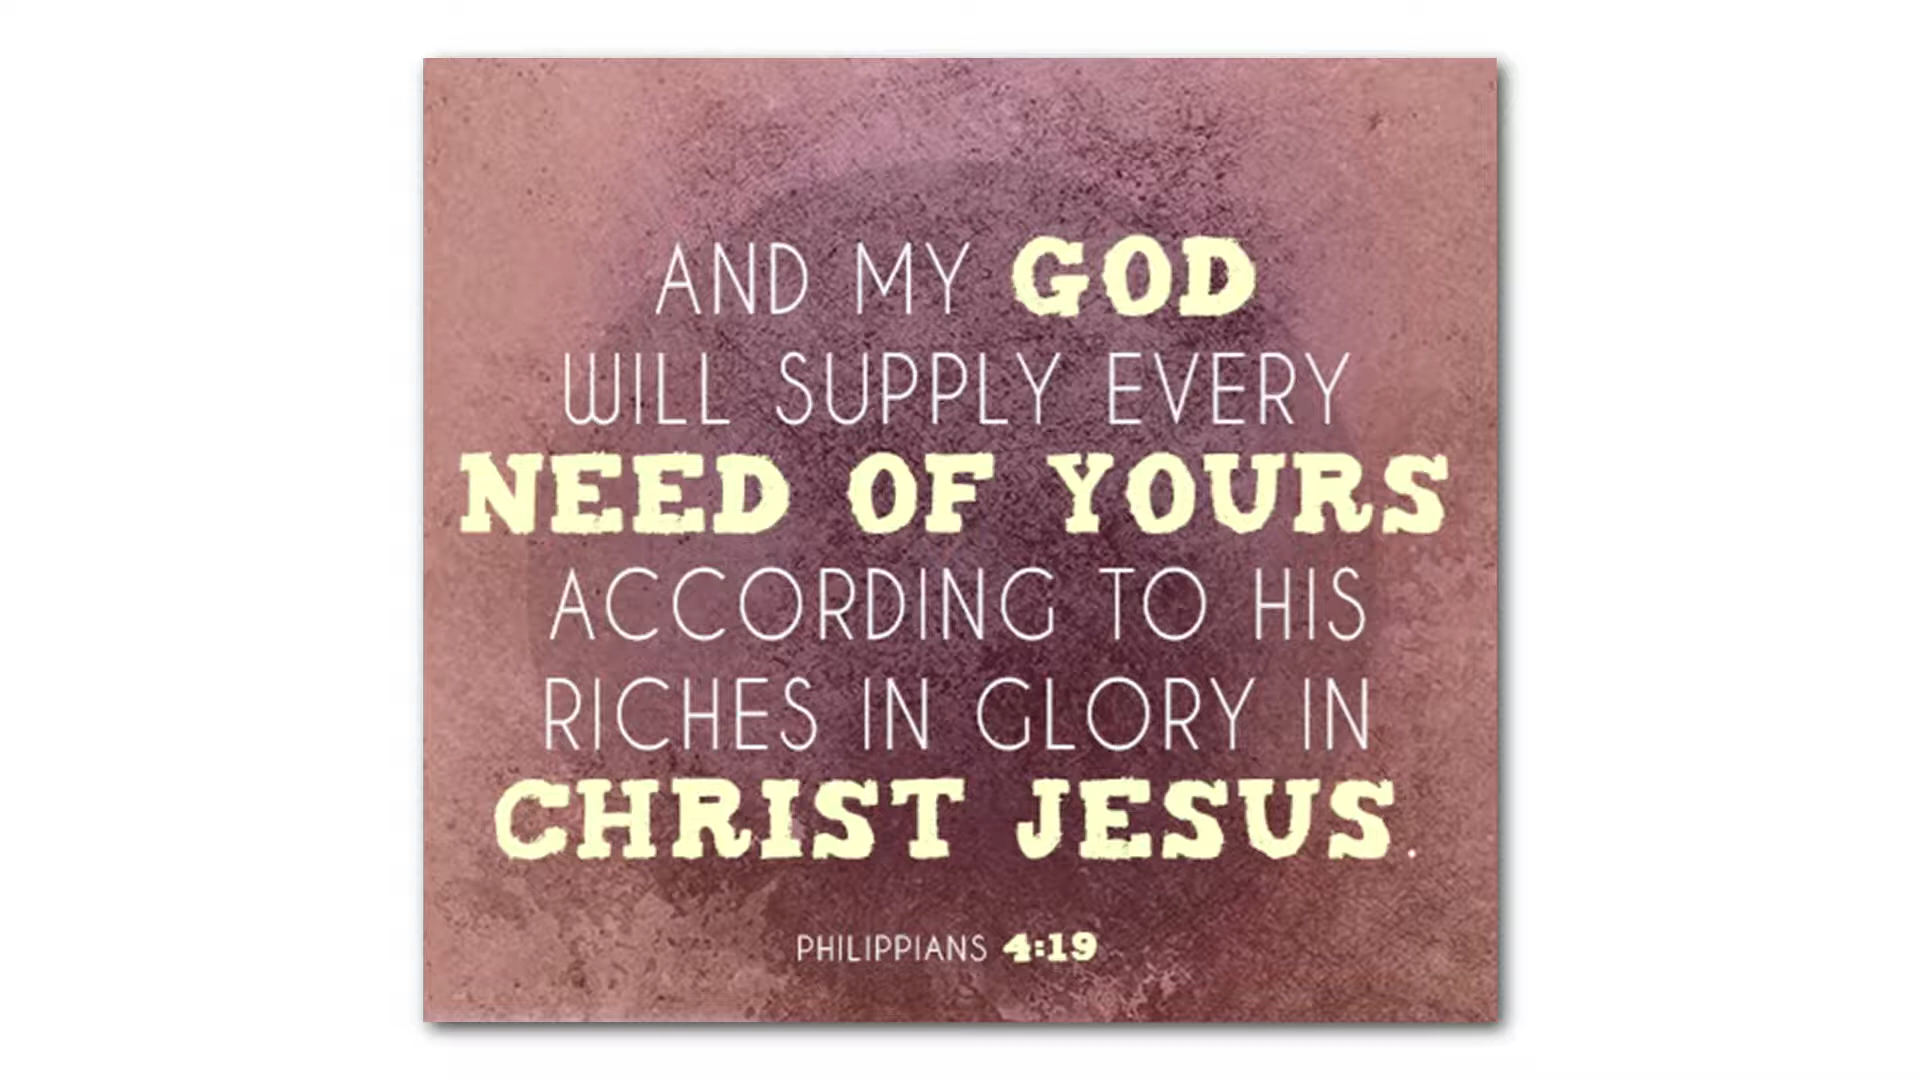 AND MY GOD
WILL SUPPLY EVERY
NEED OF YOURS
ACCORDING TO HIS
RICHES IN GLORY IN
CHRIST JESUS.
PHILIPPIANS 4:19